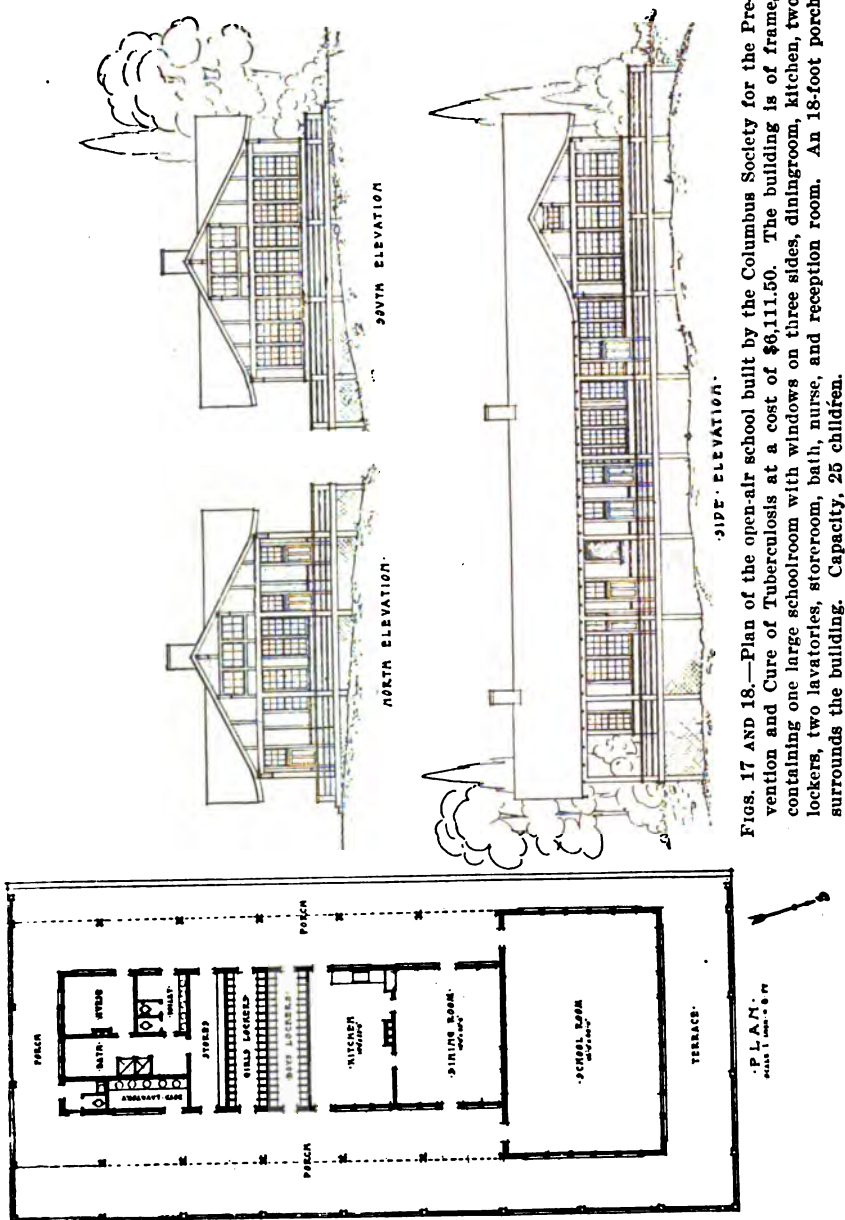 SOUTH ELEVATION
NORTH ELEVATION·
·SIDE·ELEVATION·
FIGS. 17 AND 18.—Plan of the open-air school built by the Columbus Society for the Pre-
vention and Cure of Tuberculosis at a cost of $6,111.50. The building is of frame,
containing one large schoolroom with windows on three sides, diningroom, kitchen, two
lockers, two lavatories, storeroom, bath, nurse, and reception room. An 18-foot porch
surrounds the building. Capacity, 25 children.
PORCH
·BATH·
·TOILET·
BOYS·LAVATORY
STORES
GIRLS LOCKERS
BOYS LOCKERS·
PORCH
PORCH
·KITCHEN
·DINING ROOM·
·SCHOOL ROOM
TERRACE·
·PLAN·